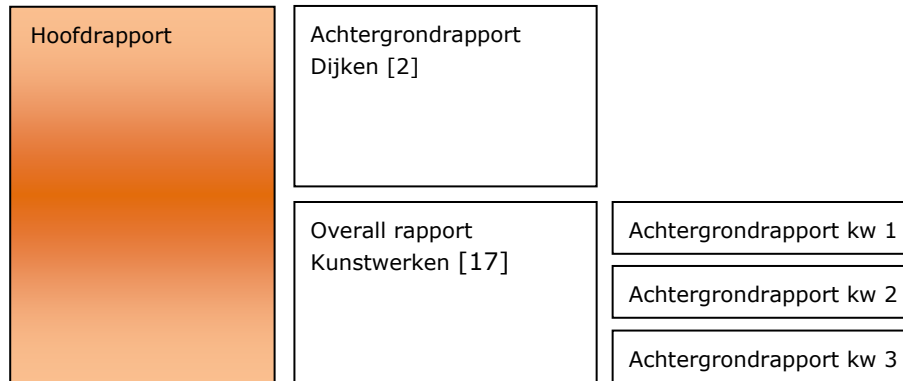 Hoofdrapport
Achtergrondrapport
Dijken [2]
Overall rapport
Kunstwerken [17]
Achtergrondrapport kw 1
Achtergrondrapport kw 2
Achtergrondrapport kw 3